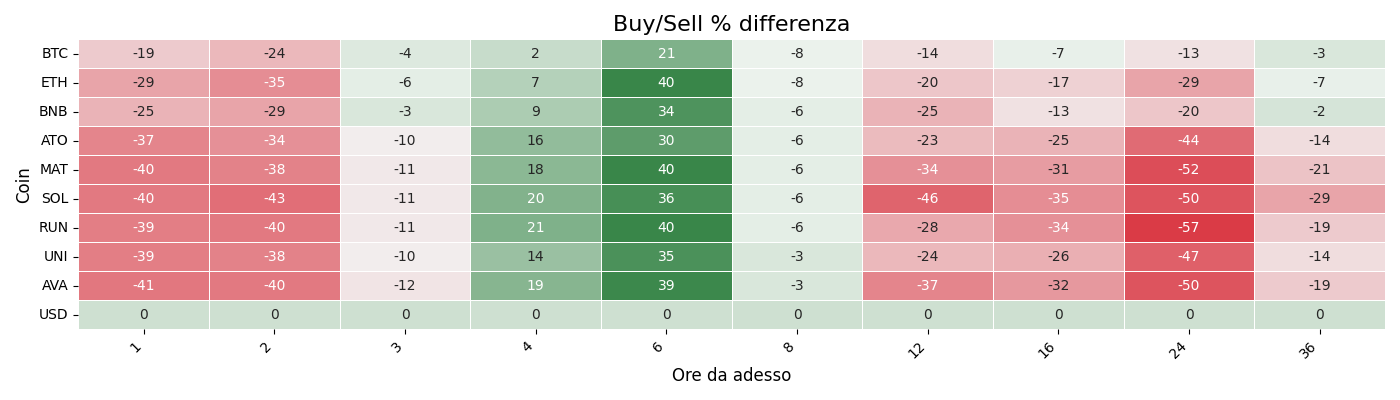 Buy/Sell % differenza
BTC -19 -24 -4 2 21 -8 -14 -7 -13 -3
ETH -29 -35 -6 7 40 -8 -20 -17 -29 -7
BNB -25 -29 -3 9 34 -6 -25 -13 -20 -2
ATO -37 -34 -10 16 30 -6 -23 -25 -44 -14
MAT -40 -38 -11 18 40 -6 -34 -31 -52 -21
SOL -40 -43 -11 20 36 -6 -46 -35 -50 -29
RUN -39 -40 -11 21 40 -6 -28 -34 -57 -19
UNI -39 -38 -10 14 35 -3 -24 -26 -47 -14
AVA -41 -40 -12 19 39 -3 -37 -32 -50 -19
USD 0 0 0 0 0 0 0 0 0 0
Coin
1 2 3 4 6 8 12 16 24 36
Ore da adesso